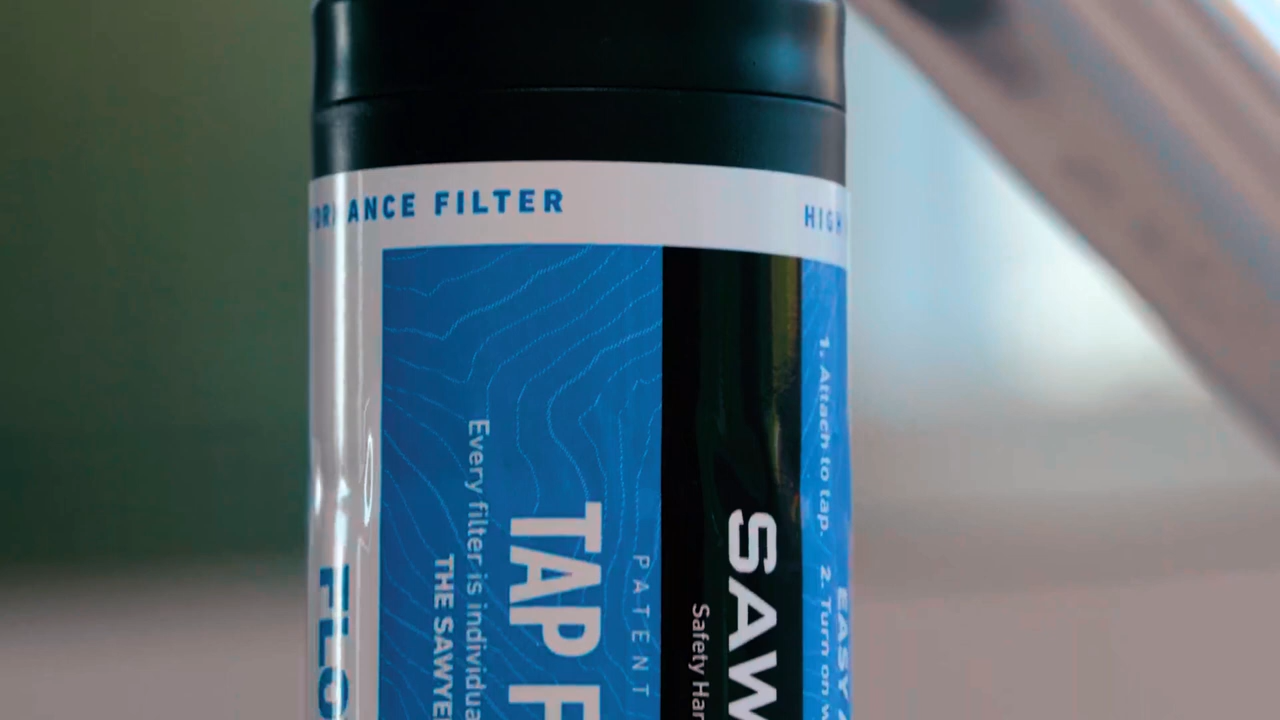 ANCE FILTER
HIGH
1. Attach to tap. 2. Turn on w
EASY
SAW
Safety Har
PATENT
TAP F
Every filter is individua
THE SAWYE
FLO